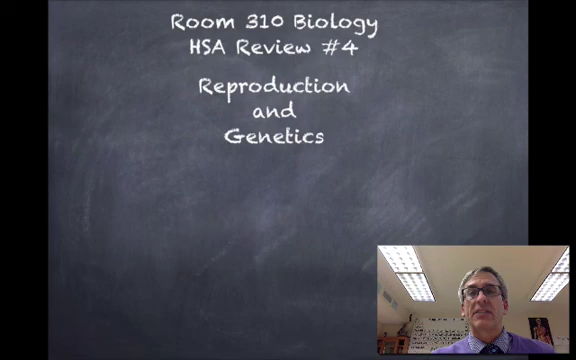 Room 310 Biology
HSA Review #4
Reproduction
and
Genetics